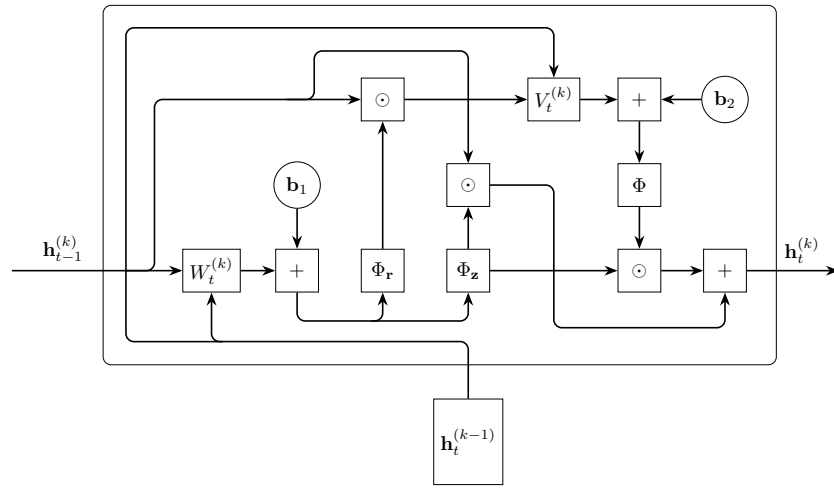 ⊙ V_t^{(k)} + b_2
b_1 ⊙ Φ
h_{t-1}^{(k)} W_t^{(k)} + Φ_r Φ_z ⊙ + h_t^{(k)}
h_t^{(k-1)}